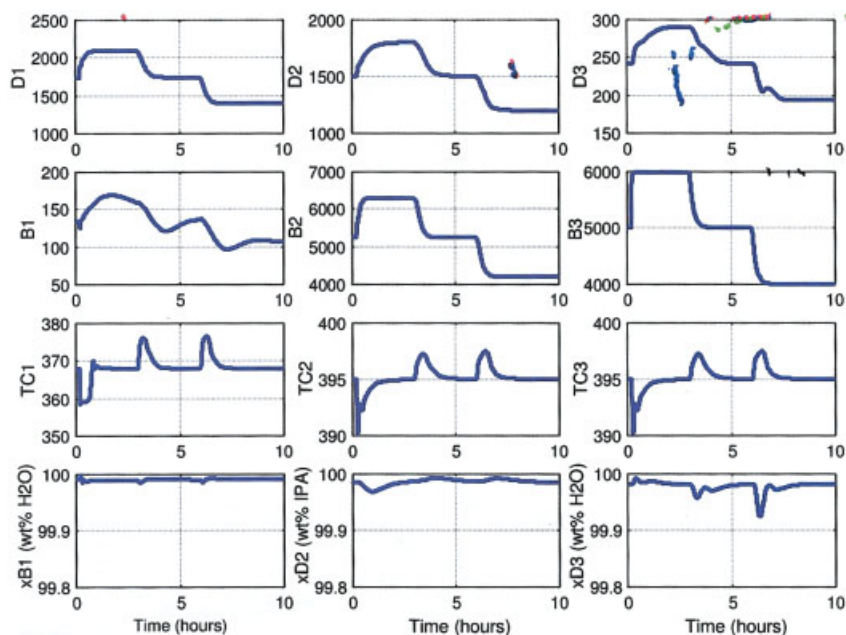 2500 2000 1500 1000 D1 0 5 10
2000 1500 1000 D2 0 5 10
300 250 200 150 D3 0 5 10
200 150 100 50 B1 0 5 10
7000 6000 5000 4000 B2 0 5 10
6000 5000 4000 B3 0 5 10
380 370 360 350 TC1 0 5 10
400 395 390 TC2 0 5 10
400 395 390 TC3 0 5 10
100 99.9 99.8 xB1 (wt% H2O) 0 5 10
Time (hours)
100 99.9 99.8 xD2 (wt% IPA) 0 5 10
Time (hours)
100 99.9 99.8 xD3 (wt% H2O) 0 5 10
Time (hours)